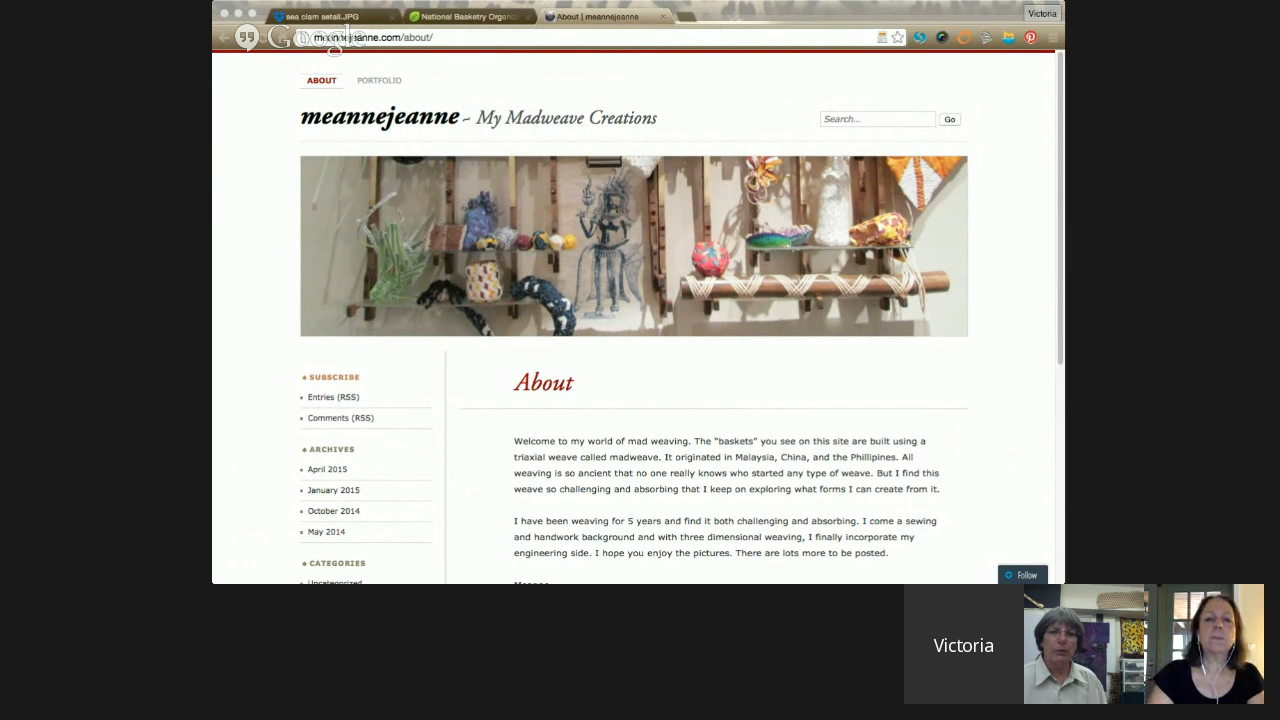 sea clam setail.JPG
National Basketry Organiz
About | meannejeanne
Victoria
Google
meannejeanne.com/about/
ABOUT
PORTFOLIO
meannejeanne ~ My Madweave Creations
Search...
Go
SUBSCRIBE
Entries (RSS)
Comments (RSS)
ARCHIVES
April 2015
January 2015
October 2014
May 2014
CATEGORIES
Uncategorized
About
Welcome to my world of mad weaving. The “baskets” you see on this site are built using a
triaxial weave called madweave. It originated in Malaysia, China, and the Phillipines. All
weaving is so ancient that no one really knows who started any type of weave. But I find this
weave so challenging and absorbing that I keep on exploring what forms I can create from it.
I have been weaving for 5 years and find it both challenging and absorbing. I come a sewing
and handwork background and with three dimensional weaving, I finally incorporate my
engineering side. I hope you enjoy the pictures. There are lots more to be posted.
Follow
Victoria